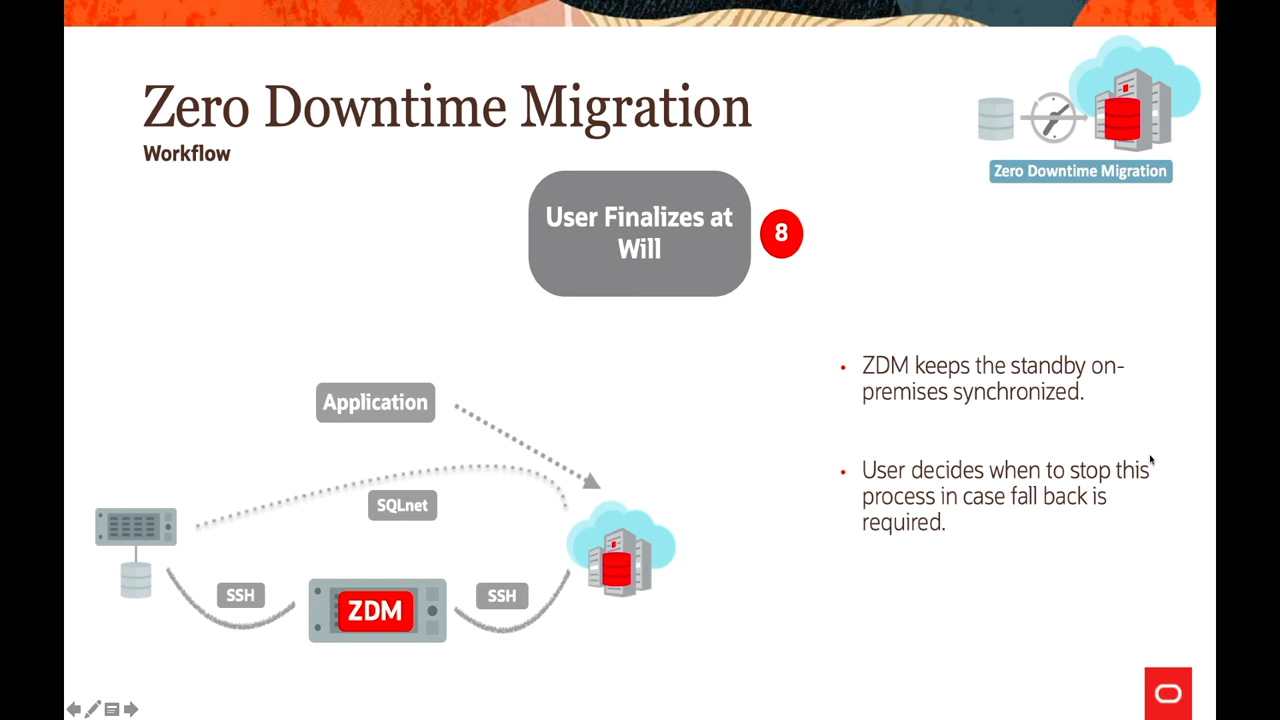 Zero Downtime Migration
Workflow
Zero Downtime Migration
User Finalizes at
Will
8
ZDM keeps the standby on-
premises synchronized.
User decides when to stop this
process in case fall back is
required.
Application
SQLnet
SSH
ZDM
SSH